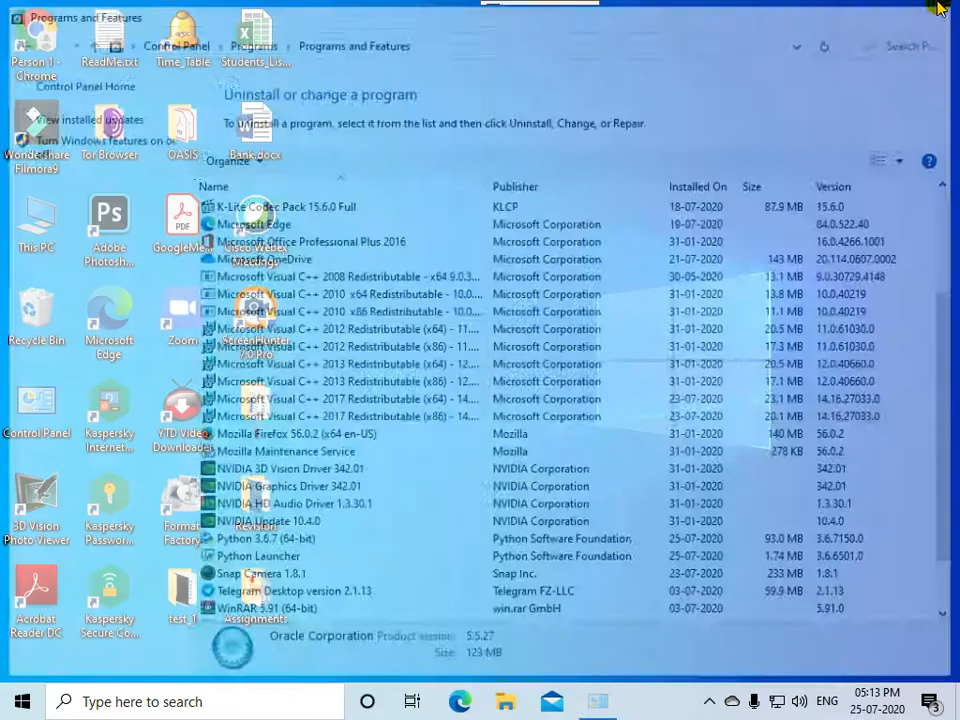 Programs and Features
Control Panel
Programs
Programs and Features
Search P...
Control Panel Home
View installed updates
Turn Windows features on o
Uninstall or change a program
To uninstall a program, select it from the list and then click Uninstall, Change, or Repair.
Organize
Name Publisher Installed On Size Version
K-Lite Codec Pack 15.6.0 Full KLCP 18-07-2020 87.9 MB 15.6.0
Microsoft Edge Microsoft Corporation 19-07-2020 84.0.522.40
Microsoft Office Professional Plus 2016 Microsoft Corporation 31-01-2020 16.0.4266.1001
Microsoft OneDrive Microsoft Corporation 21-07-2020 143 MB 20.114.0607.0002
Microsoft Visual C++ 2008 Redistributable - x64 9.0.3... Microsoft Corporation 30-05-2020 13.1 MB 9.0.30729.4148
Microsoft Visual C++ 2010 x64 Redistributable - 10.0.... Microsoft Corporation 31-01-2020 13.8 MB 10.0.40219
Microsoft Visual C++ 2010 x86 Redistributable - 10.0.... Microsoft Corporation 31-01-2020 11.1 MB 10.0.40219
Microsoft Visual C++ 2012 Redistributable (x64) - 11.... Microsoft Corporation 31-01-2020 20.5 MB 11.0.61030.0
Microsoft Visual C++ 2012 Redistributable (x86) - 11.... Microsoft Corporation 31-01-2020 17.3 MB 11.0.61030.0
Microsoft Visual C++ 2013 Redistributable (x64) - 12.... Microsoft Corporation 31-01-2020 20.5 MB 12.0.40660.0
Microsoft Visual C++ 2013 Redistributable (x86) - 12.... Microsoft Corporation 31-01-2020 17.1 MB 12.0.40660.0
Microsoft Visual C++ 2017 Redistributable (x64) - 14.... Microsoft Corporation 23-07-2020 23.1 MB 14.16.27033.0
Microsoft Visual C++ 2017 Redistributable (x86) - 14.... Microsoft Corporation 23-07-2020 20.1 MB 14.16.27033.0
Mozilla Firefox 56.0.2 (x64 en-US) Mozilla 31-01-2020 140 MB 56.0.2
Mozilla Maintenance Service Mozilla 31-01-2020 278 KB 56.0.2
NVIDIA 3D Vision Driver 342.01 NVIDIA Corporation 31-01-2020 342.01
NVIDIA Graphics Driver 342.01 NVIDIA Corporation 31-01-2020 342.01
NVIDIA HD Audio Driver 1.3.30.1 NVIDIA Corporation 31-01-2020 1.3.30.1
NVIDIA Update 10.4.0 NVIDIA Corporation 31-01-2020 10.4.0
Python 3.6.7 (64-bit) Python Software Foundation 25-07-2020 93.0 MB 3.6.7150.0
Python Launcher Python Software Foundation 25-07-2020 1.74 MB 3.6.6501.0
Snap Camera 1.8.1 Snap Inc. 23-07-2020 233 MB 1.8.1
Telegram Desktop version 2.1.13 Telegram FZ-LLC 03-07-2020 59.9 MB 2.1.13
WinRAR 5.91 (64-bit) win.rar GmbH 03-07-2020 5.91.0
Oracle Corporation Product version: 5.5.27
Size: 123 MB
Person 1 -
Chrome
ReadMe.txt
Time_Table
Students_Lis...
Wondershare
Filmora9
Tor Browser
OASIS
Bank.docx
This PC
Adobe
Photosh...
GoogleMe...
Cisco Webex
Meetings
Recycle Bin
Microsoft
Edge
Zoom
ScreenHunter
7.0 Pro
Control Panel
Kaspersky
Internet...
YTD Video
Downloader
3D Vision
Photo Viewer
Kaspersky
Passwor...
Format
Factory
Revision
Acrobat
Reader DC
Kaspersky
Secure Co...
test_1
Assignments
Type here to search
ENG
05:13 PM
25-07-2020
3